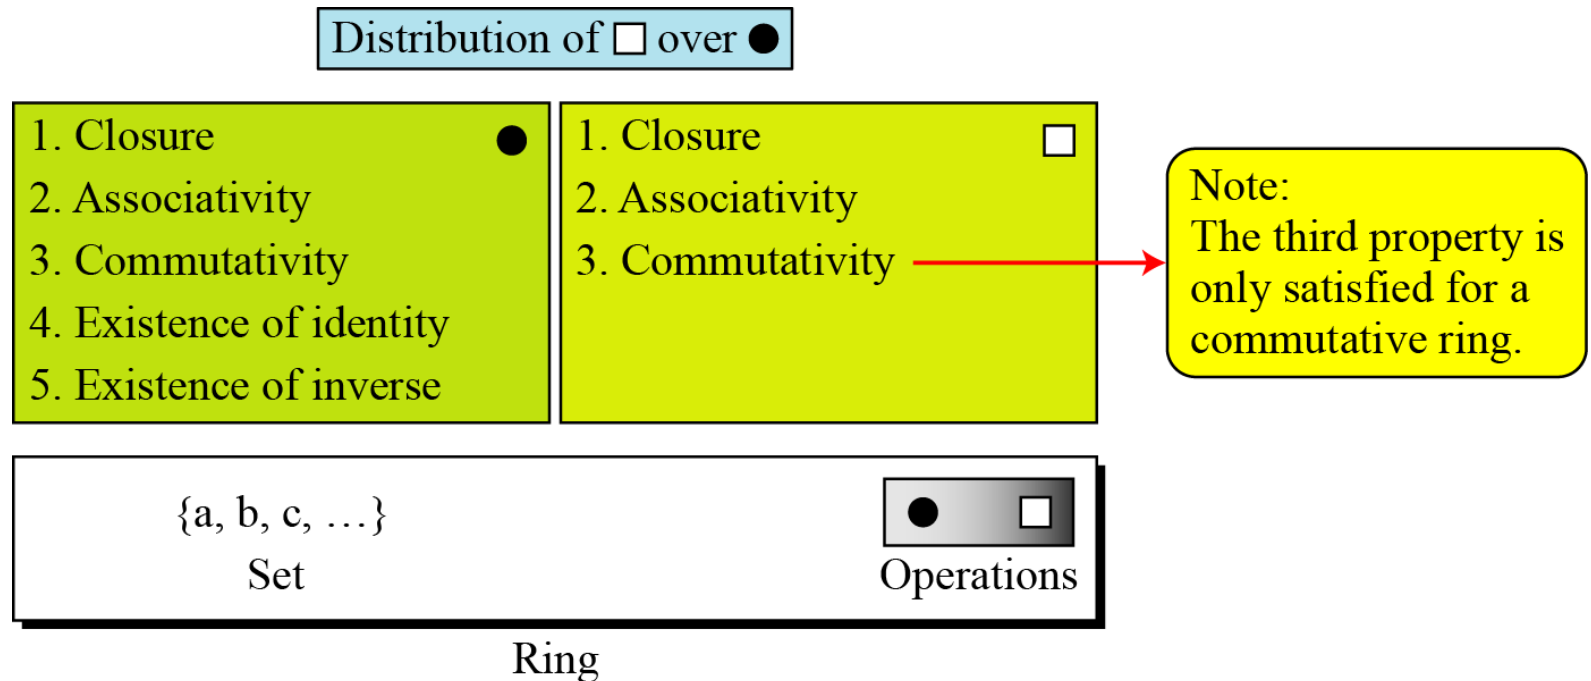 Distribution of □ over ●
1. Closure ●
2. Associativity
3. Commutativity
4. Existence of identity
5. Existence of inverse
1. Closure □
2. Associativity
3. Commutativity
Note:
The third property is
only satisfied for a
commutative ring.
{a, b, c, …}
Set
● □
Operations
Ring